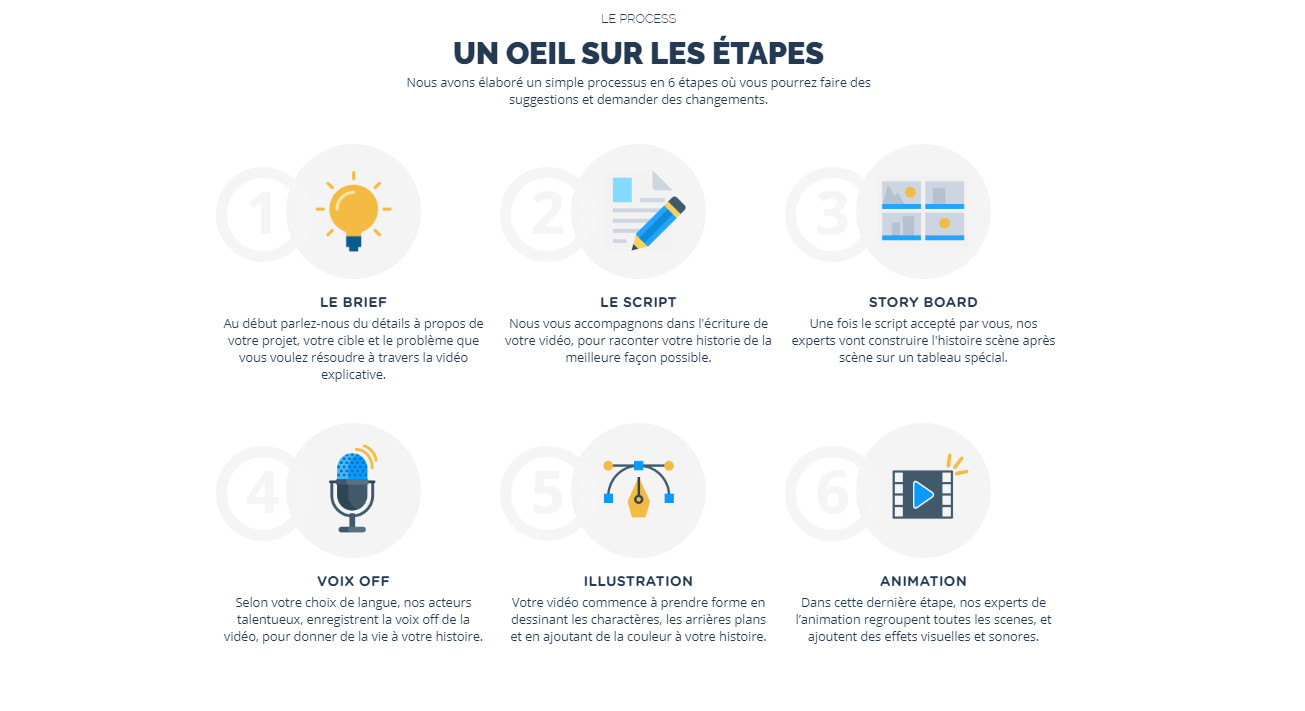 LE PROCESS
UN OEIL SUR LES ÉTAPES
Nous avons élaboré un simple processus en 6 étapes où vous pourrez faire des
suggestions et demander des changements.
1
LE BRIEF
Au début parlez-nous du détails à propos de
votre projet, votre cible et le problème que
vous voulez résoudre à travers la vidéo
explicative.
2
LE SCRIPT
Nous vous accompagnons dans l'écriture de
votre vidéo, pour raconter votre historie de la
meilleure façon possible.
3
STORY BOARD
Une fois le script accepté par vous, nos
experts vont construire l'histoire scène après
scène sur un tableau spécial.
4
VOIX OFF
Selon votre choix de langue, nos acteurs
talentueux, enregistrent la voix off de la
vidéo, pour donner de la vie à votre histoire.
5
ILLUSTRATION
Votre vidéo commence à prendre forme en
dessinant les charactères, les arrières plans
et en ajoutant de la couleur à votre histoire.
6
ANIMATION
Dans cette dernière étape, nos experts de
l’animation regroupent toutes les scenes, et
ajoutent des effets visuelles et sonores.